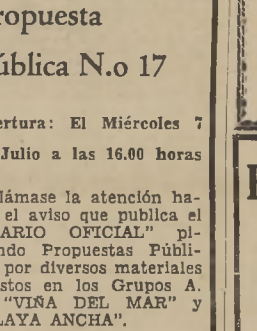 ropuesta
ública N.o 17
ertura: El Miércoles 7
Julio a las 16.00 horas
lámase la atención ha-
el aviso que publica el
ARIO OFICIAL" pi-
ndo Propuestas Públi-
por diversos materiales
stos en los Grupos A.
"VIÑA DEL MAR" y
LAYA ANCHA".